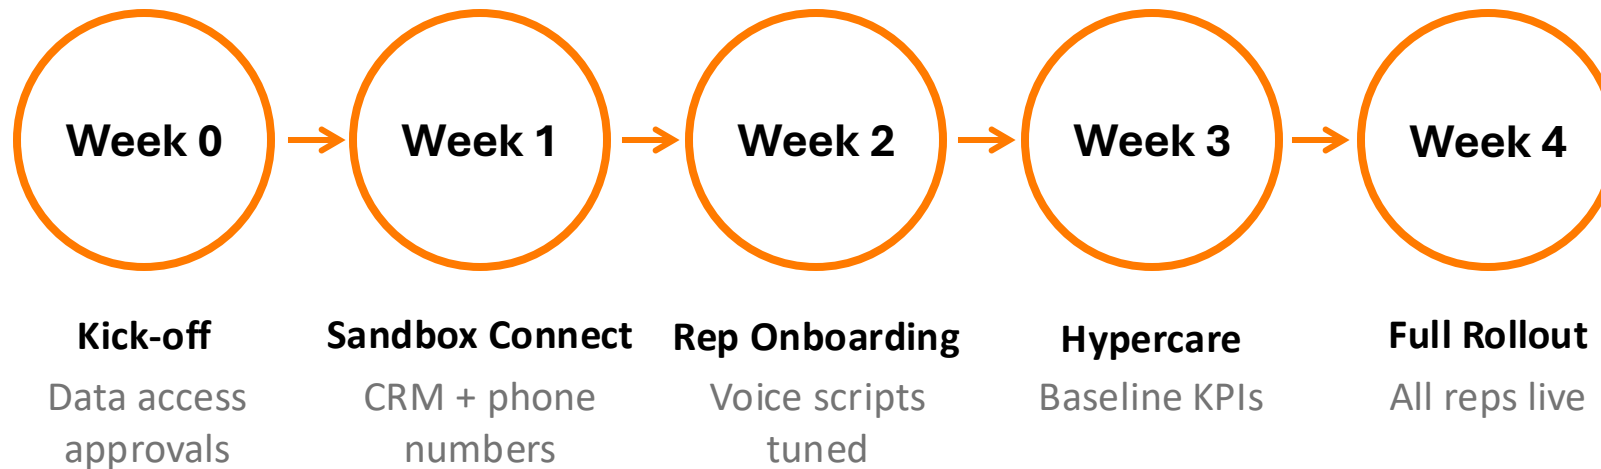 Week 0
Week 1
Week 2
Week 3
Week 4
Kick-off
Data access
approvals
Sandbox Connect
CRM + phone
numbers
Rep Onboarding
Voice scripts
tuned
Hypercare
Baseline KPIs
Full Rollout
All reps live